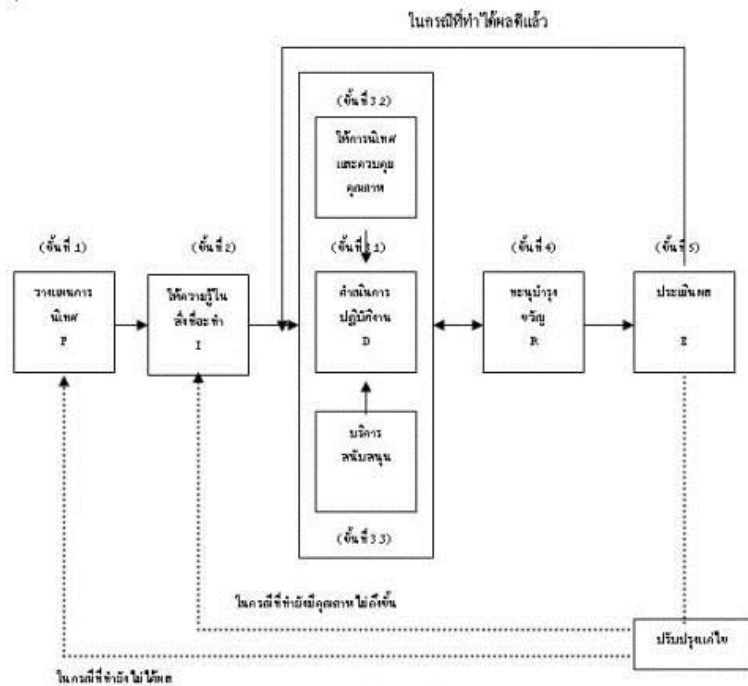 ในกรณีที่ทำได้ผลดีแล้ว
(ขั้นที่ 3.2)
ให้การนิเทศ
และควบคุม
คุณภาพ
(ขั้นที่ 1)
(ขั้นที่ 2)
(ขั้นที่ 3.1)
(ขั้นที่ 4)
(ขั้นที่ 5)
วางแผนการ
นิเทศ
P
ให้ความรู้ใน
สิ่งที่จะทำ
I
ดำเนินการ
ปฏิบัติงาน
D
ทะนุบำรุง
ขวัญ
R
ประเมินผล
E
บริการ
สนับสนุน
(ขั้นที่ 3.3)
ในกรณีที่ทำยังมีคุณภาพไม่ถึงขั้น
ปรับปรุงแก้ไข
ในกรณีที่ทำยังไม่ได้ผล